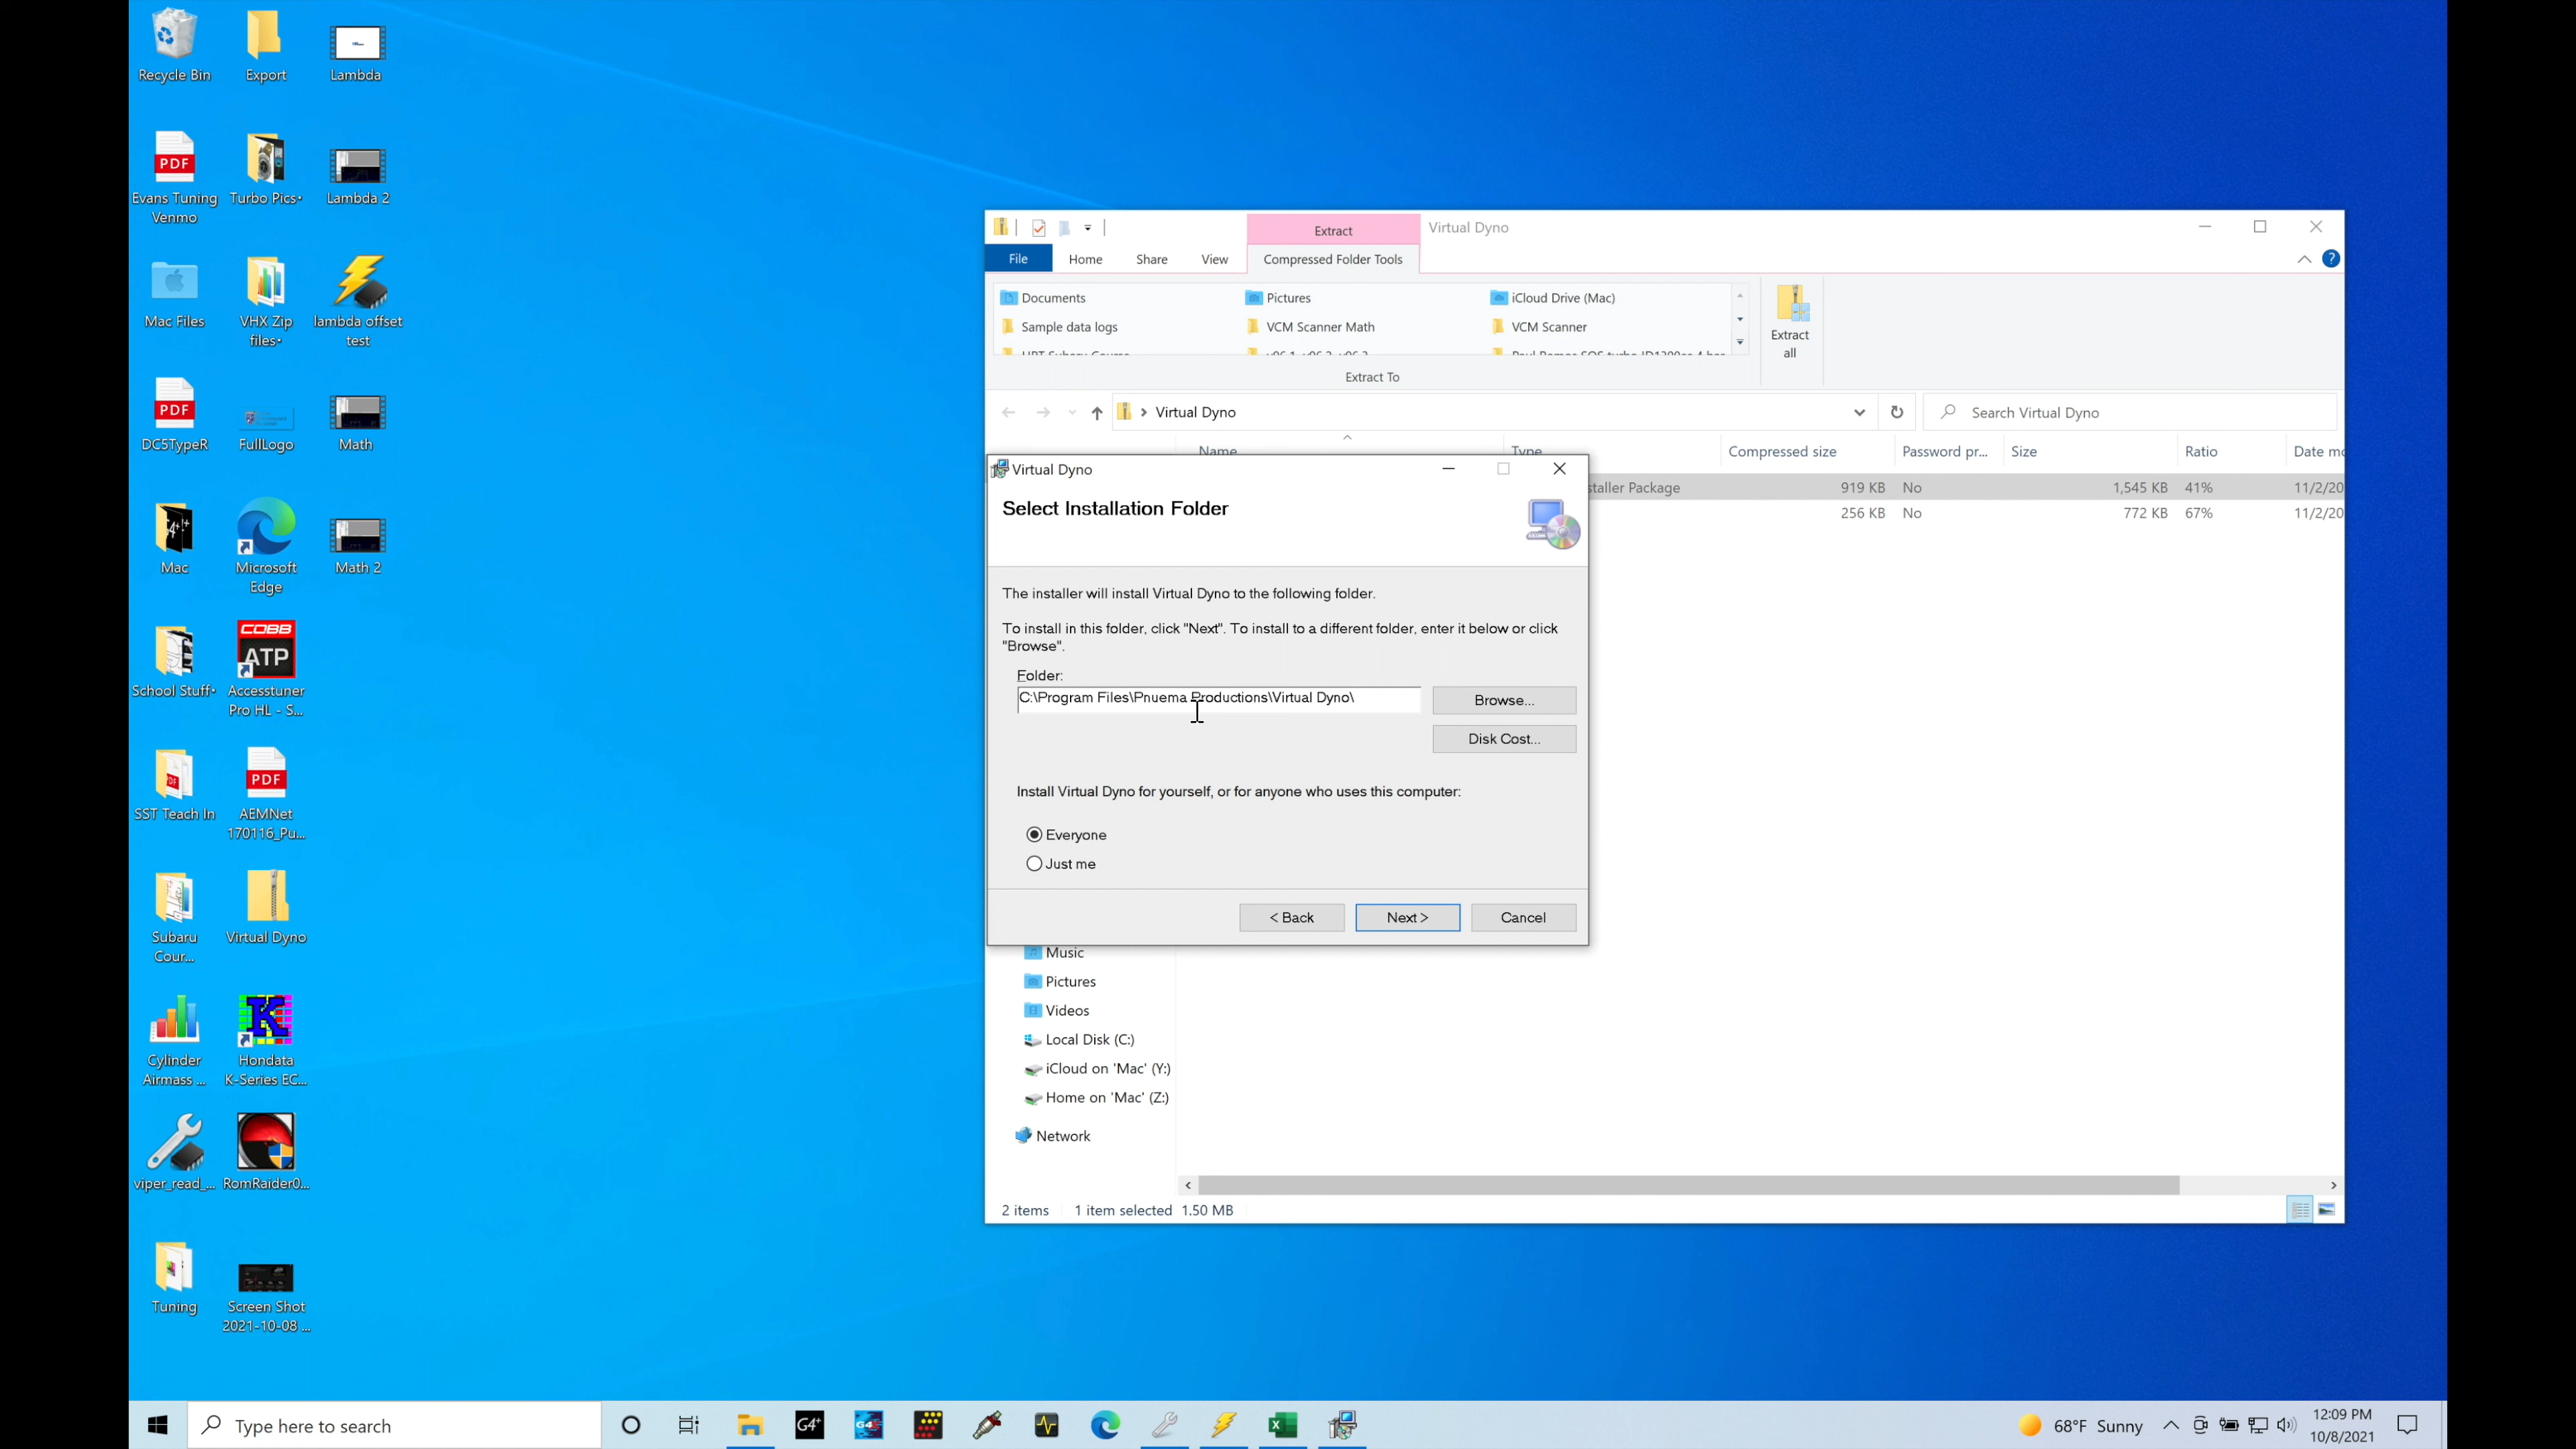 Recycle Bin
Export
Lambda
Evans Tuning
Venmo
Turbo Pics•
Lambda 2
Mac Files
VHX Zip
files•
lambda offset
test
DC5TypeR
FullLogo
Math
Mac
Microsoft
Edge
Math 2
School Stuff•
Accesstuner
Pro HL - S...
SST Teach In
AEMNet
170116_Pu...
Subaru
Cour...
Virtual Dyno
Cylinder
Airmass ...
Hondata
K-Series EC...
viper_read_...
RomRaider0...
Tuning
Screen Shot
2021-10-08 ...
PDF
PDF
COBB
ATP
PDF
Extract
Virtual Dyno
File
Home
Share
View
Compressed Folder Tools
Documents
Pictures
iCloud Drive (Mac)
Sample data logs
VCM Scanner Math
VCM Scanner
Extract
all
Extract To
Virtual Dyno
Search Virtual Dyno
Name
Type
Compressed size
Password pr...
Size
Ratio
Date mo
staller Package
919 KB
No
1,545 KB
41%
11/2/20
256 KB
No
772 KB
67%
11/2/20
Virtual Dyno
Select Installation Folder
The installer will install Virtual Dyno to the following folder.
To install in this folder, click "Next". To install to a different folder, enter it below or click
"Browse".
Folder:
C:\Program Files\Pnuema Productions\Virtual Dyno\
Browse...
Disk Cost...
Install Virtual Dyno for yourself, or for anyone who uses this computer:
Everyone
Just me
< Back
Next >
Cancel
Music
Pictures
Videos
Local Disk (C:)
iCloud on 'Mac' (Y:)
Home on 'Mac' (Z:)
Network
2 items
1 item selected 1.50 MB
Type here to search
G4+
68°F Sunny
12:09 PM
10/8/2021